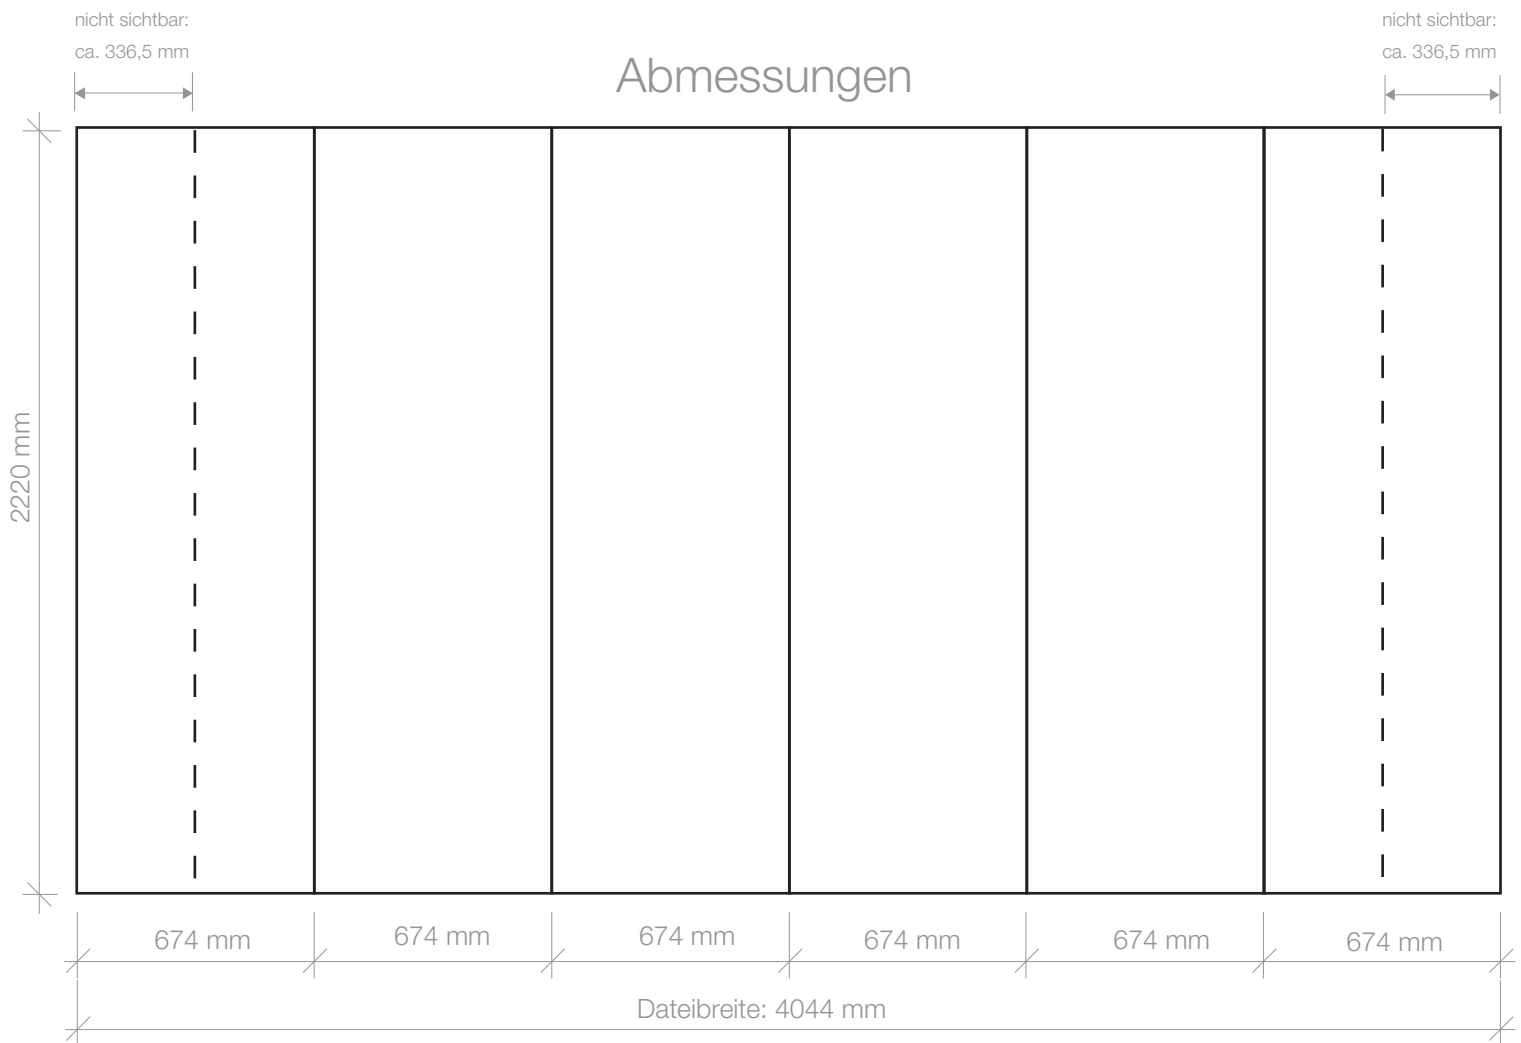 nicht sichtbar:
ca. 336,5 mm
nicht sichtbar:
ca. 336,5 mm
Abmessungen
2220 mm
674 mm
674 mm
674 mm
674 mm
674 mm
674 mm
Dateibreite: 4044 mm